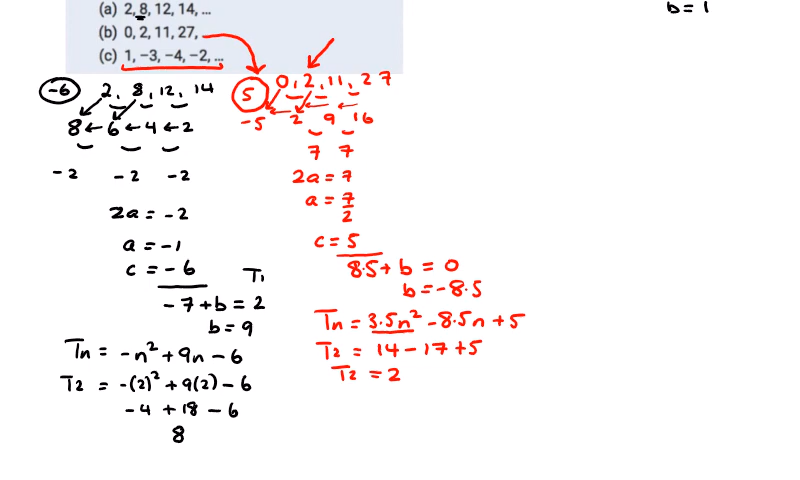 (a) 2, 8, 12, 14, ...
(b) 0, 2, 11, 27,
(c) 1, -3, -4, -2, ...
b = 1
-6 2, 8, 12, 14
8 ← 6 ← 4 ← 2
-2 -2 -2
2a = -2
a = -1
c = -6 T1
-7 + b = 2
b = 9
Tn = -n² + 9n - 6
T2 = -(2)² + 9(2) - 6
-4 + 18 - 6
8
5 0, 2, 11, 27
-5 ← 2 ← 9 ← 16
7 7
2a = 7
a = 7/2
c = 5
8.5 + b = 0
b = -8.5
Tn = 3.5n² - 8.5n + 5
T2 = 14 - 17 + 5
T2 = 2